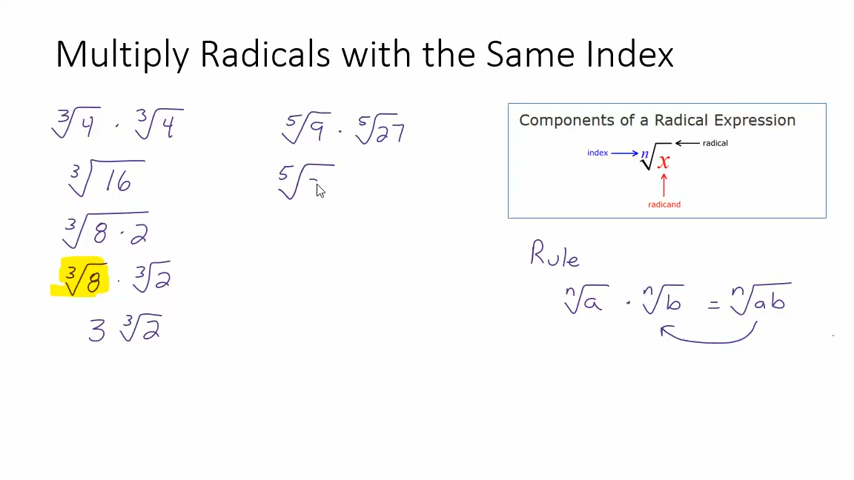 Multiply Radicals with the Same Index
∛4 · ∛4
∛16
∛8 · 2
∛8 · ∛2
3 ∛2
⁵√9 · ⁵√27
⁵√
Components of a Radical Expression
index
radical
n√x
radicand
Rule
ⁿ√a · ⁿ√b = ⁿ√ab